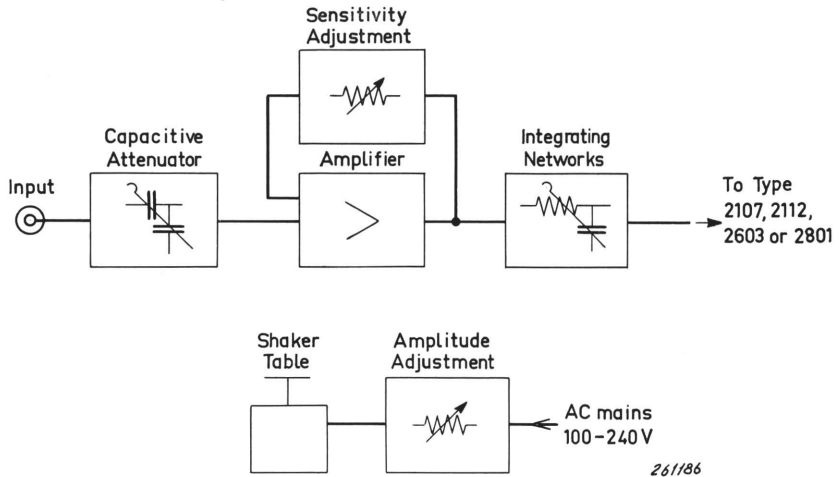 Sensitivity
Adjustment
Capacitive
Attenuator
Amplifier
Integrating
Networks
Input
To Type
2107, 2112,
2603 or 2801
Shaker
Table
Amplitude
Adjustment
AC mains
100-240 V
261186